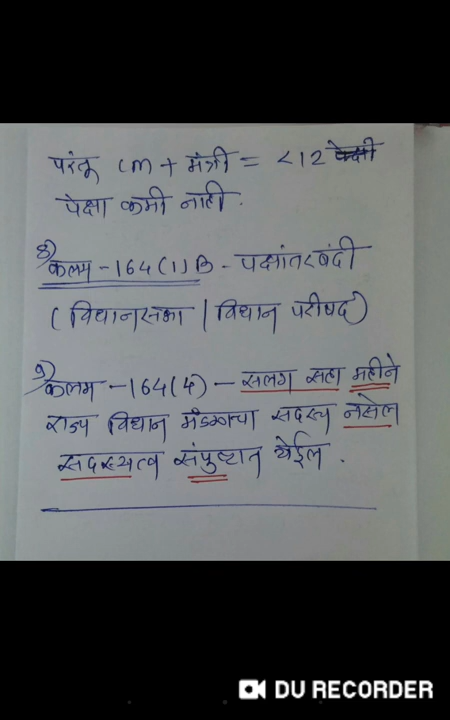 परंतू cm + मंत्री = <12 पेक्षा
पेक्षा कमी नाही.
8) कलम - 164 (1) B - पक्षांतरबंदी
( विधानसभा / विधान परीषद )
9) कलम - 164 (4) - सलग सहा महीने
राज्य विधान मंडळाचा सदस्य नसेल
सदस्यत्व संपुष्टात येईल .
DU RECORDER